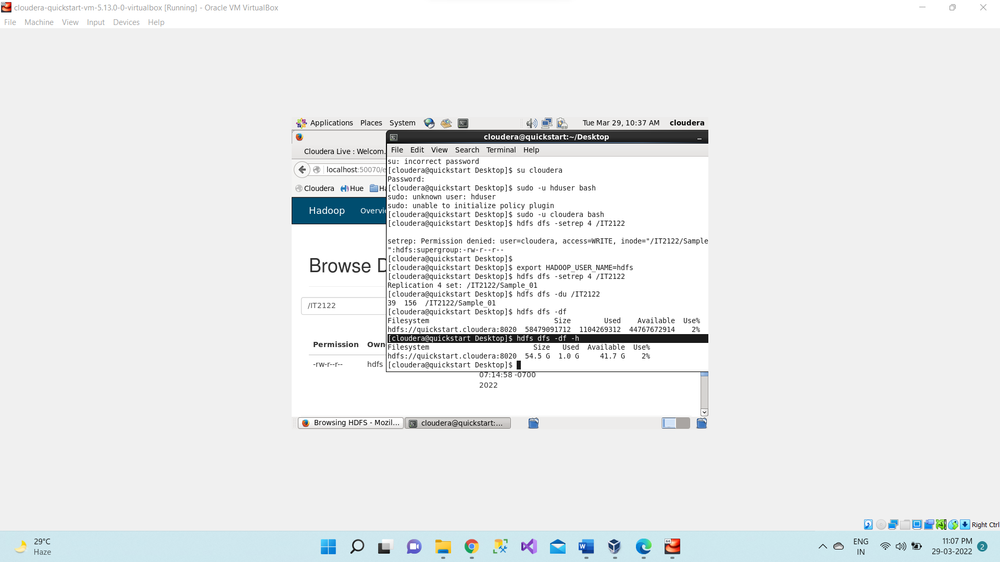 cloudera-quickstart-vm-5.13.0-0-virtualbox [Running] - Oracle VM VirtualBox
File Machine View Input Devices Help
Applications Places System Tue Mar 29, 10:37 AM cloudera
cloudera@quickstart:~/Desktop
Cloudera Live : Welcom.
File Edit View Search Terminal Help
localhost:50070/e
Cloudera Hue Ha
Hadoop Overvie
Browse D
/IT2122
Permission Own
-rw-r--r-- hdfs
su: incorrect password
[cloudera@quickstart Desktop]$ su cloudera
Password:
[cloudera@quickstart Desktop]$ sudo -u hduser bash
sudo: unknown user: hduser
sudo: unable to initialize policy plugin
[cloudera@quickstart Desktop]$ sudo -u cloudera bash
[cloudera@quickstart Desktop]$ hdfs dfs -setrep 4 /IT2122
setrep: Permission denied: user=cloudera, access=WRITE, inode="/IT2122/Sample
":hdfs:supergroup:-rw-r--r--
[cloudera@quickstart Desktop]$
[cloudera@quickstart Desktop]$ export HADOOP_USER_NAME=hdfs
[cloudera@quickstart Desktop]$ hdfs dfs -setrep 4 /IT2122
Replication 4 set: /IT2122/Sample_01
[cloudera@quickstart Desktop]$ hdfs dfs -du /IT2122
39 156 /IT2122/Sample_01
[cloudera@quickstart Desktop]$ hdfs dfs -df
Filesystem Size Used Available Use%
hdfs://quickstart.cloudera:8020 58479091712 1104269312 44767672914 2%
[cloudera@quickstart Desktop]$ hdfs dfs -df -h
Filesystem Size Used Available Use%
hdfs://quickstart.cloudera:8020 54.5 G 1.0 G 41.7 G 2%
[cloudera@quickstart Desktop]$
07:14:58 -0700
2022
Browsing HDFS - Mozil... cloudera@quickstart:...
Right Ctrl
29°C
Haze
ENG
IN
11:07 PM
29-03-2022
2